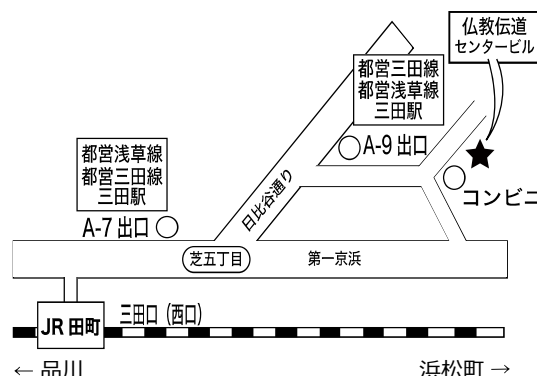 仏教伝道
センタービル
都営三田線
都営浅草線
三田駅
A-9 出口
都営浅草線
都営三田線
三田駅
A-7 出口
日比谷通り
コンビニ
芝五丁目
第一京浜
JR 田町
三田口 (西口)
← 品川
浜松町 →